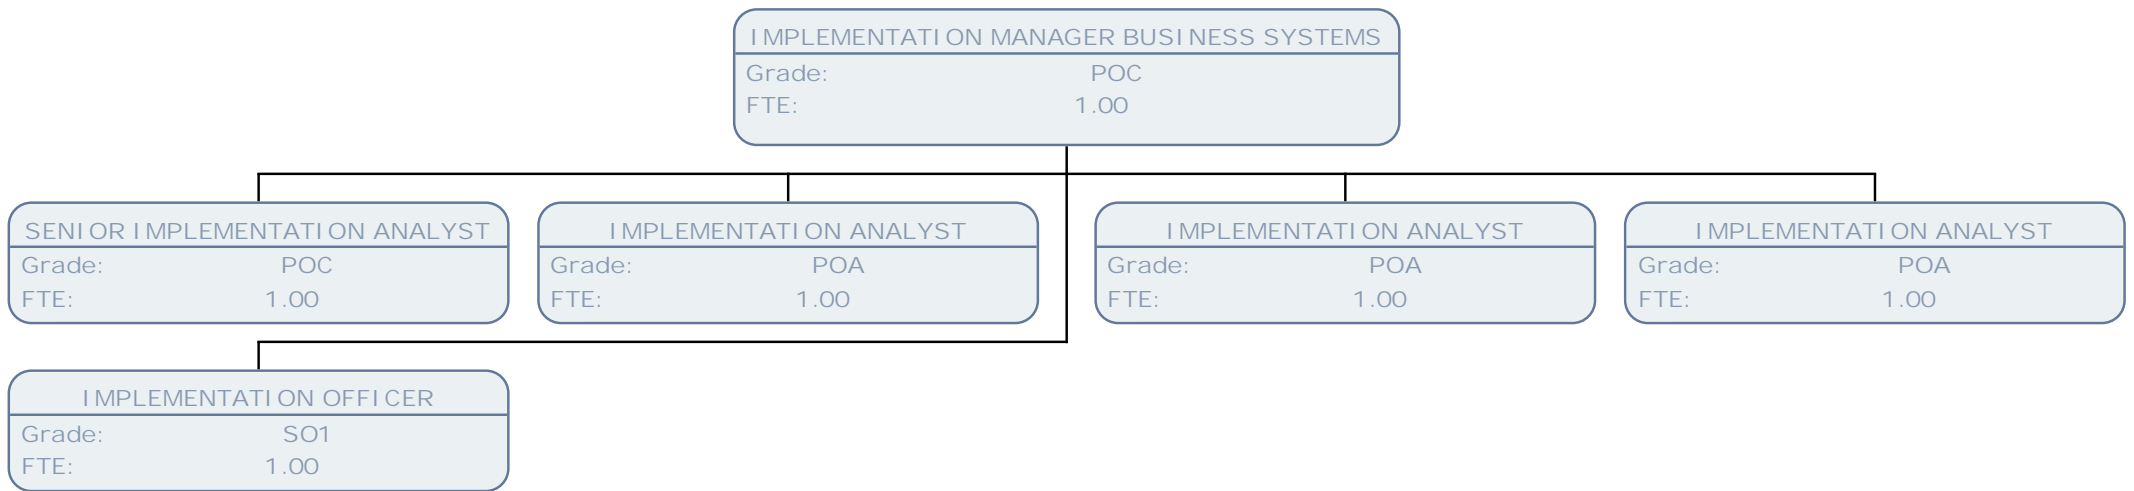 IMPLEMENTATION MANAGER BUSINESS SYSTEMS
Grade: POC
FTE: 1.00
SENIOR IMPLEMENTATION ANALYST
Grade: POC
FTE: 1.00
IMPLEMENTATION ANALYST
Grade: POA
FTE: 1.00
IMPLEMENTATION ANALYST
Grade: POA
FTE: 1.00
IMPLEMENTATION ANALYST
Grade: POA
FTE: 1.00
IMPLEMENTATION OFFICER
Grade: SO1
FTE: 1.00